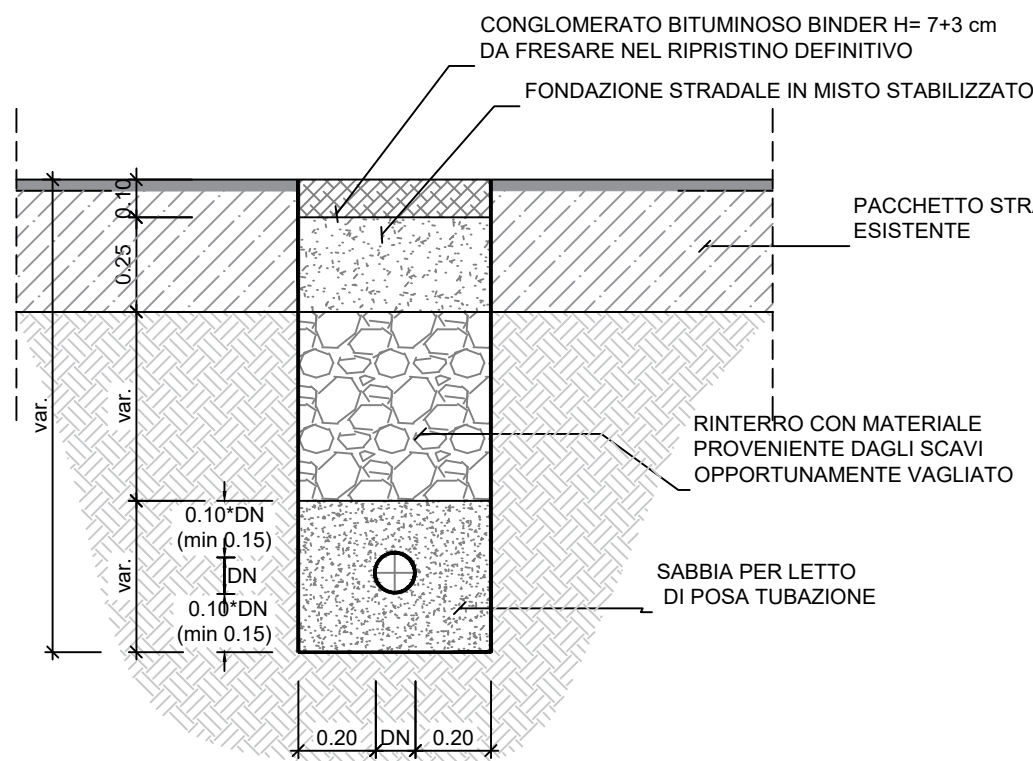 CONGLOMERATO BITUMINOSO BINDER H= 7+3 cm
DA FRESARE NEL RIPRISTINO DEFINITIVO
FONDAZIONE STRADALE IN MISTO STABILIZZATO
0.10
PACCHETTO STRA
ESISTENTE
0.25
var.
var.
RINTERRO CON MATERIALE
PROVENIENTE DAGLI SCAVI
OPPORTUNAMENTE VAGLIATO
0.10*DN
(min 0.15)
var.
DN
SABBIA PER LETTO
DI POSA TUBAZIONE
0.10*DN
(min 0.15)
0.20 DN 0.20